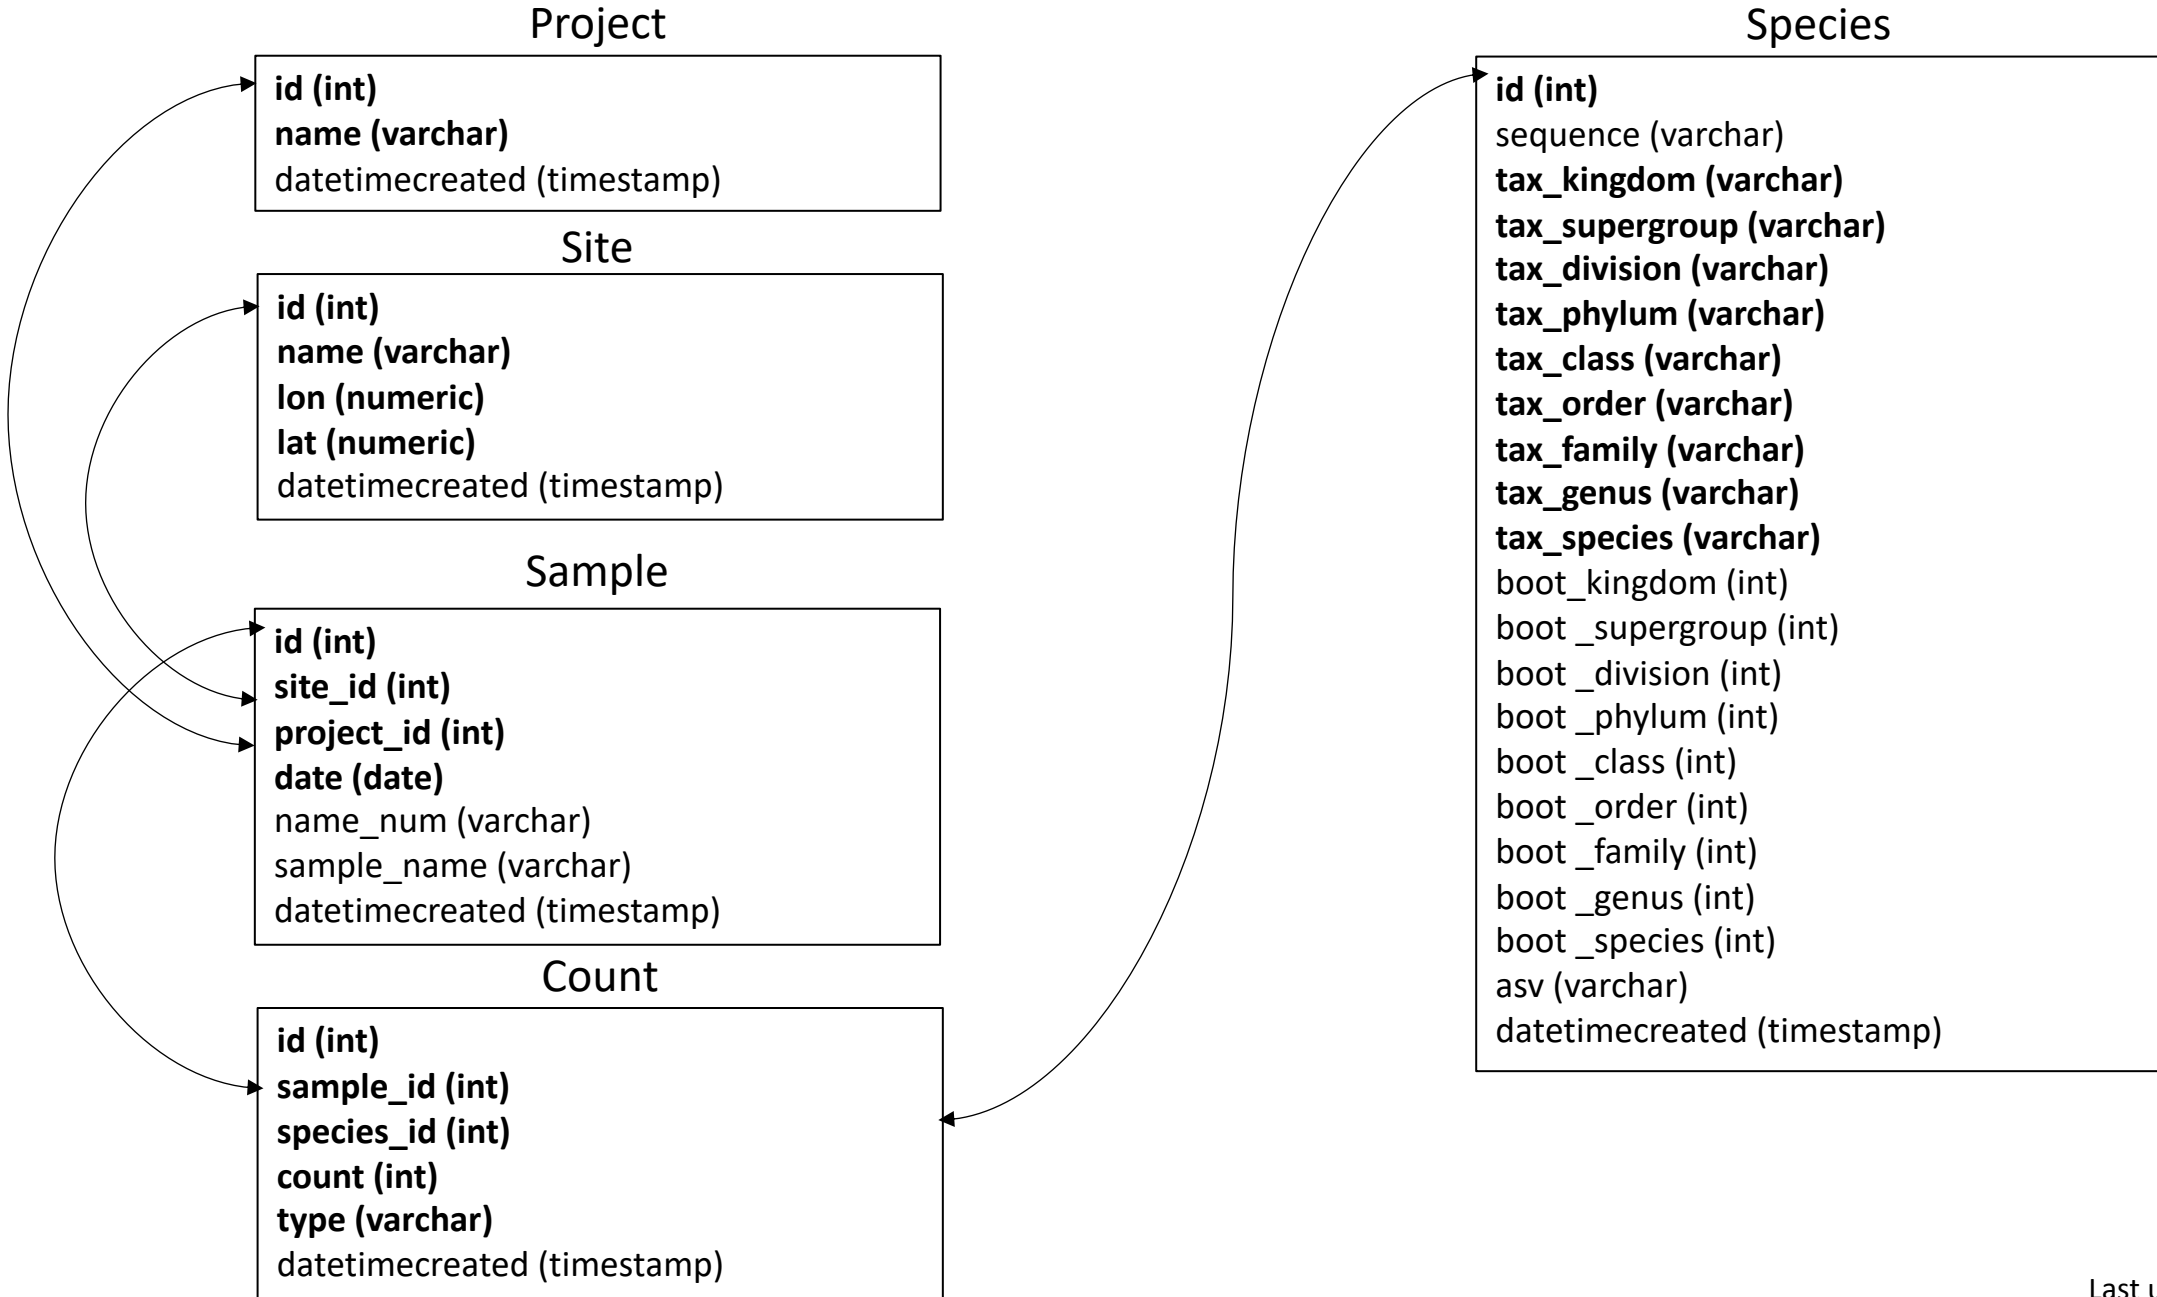 Project
id (int)
name (varchar)
datetimecreated (timestamp)
Site
id (int)
name (varchar)
lon (numeric)
lat (numeric)
datetimecreated (timestamp)
Sample
id (int)
site_id (int)
project_id (int)
date (date)
name_num (varchar)
sample_name (varchar)
datetimecreated (timestamp)
Count
id (int)
sample_id (int)
species_id (int)
count (int)
type (varchar)
datetimecreated (timestamp)
Species
id (int)
sequence (varchar)
tax_kingdom (varchar)
tax_supergroup (varchar)
tax_division (varchar)
tax_phylum (varchar)
tax_class (varchar)
tax_order (varchar)
tax_family (varchar)
tax_genus (varchar)
tax_species (varchar)
boot_kingdom (int)
boot _supergroup (int)
boot _division (int)
boot _phylum (int)
boot _class (int)
boot _order (int)
boot _family (int)
boot _genus (int)
boot _species (int)
asv (varchar)
datetimecreated (timestamp)
Last